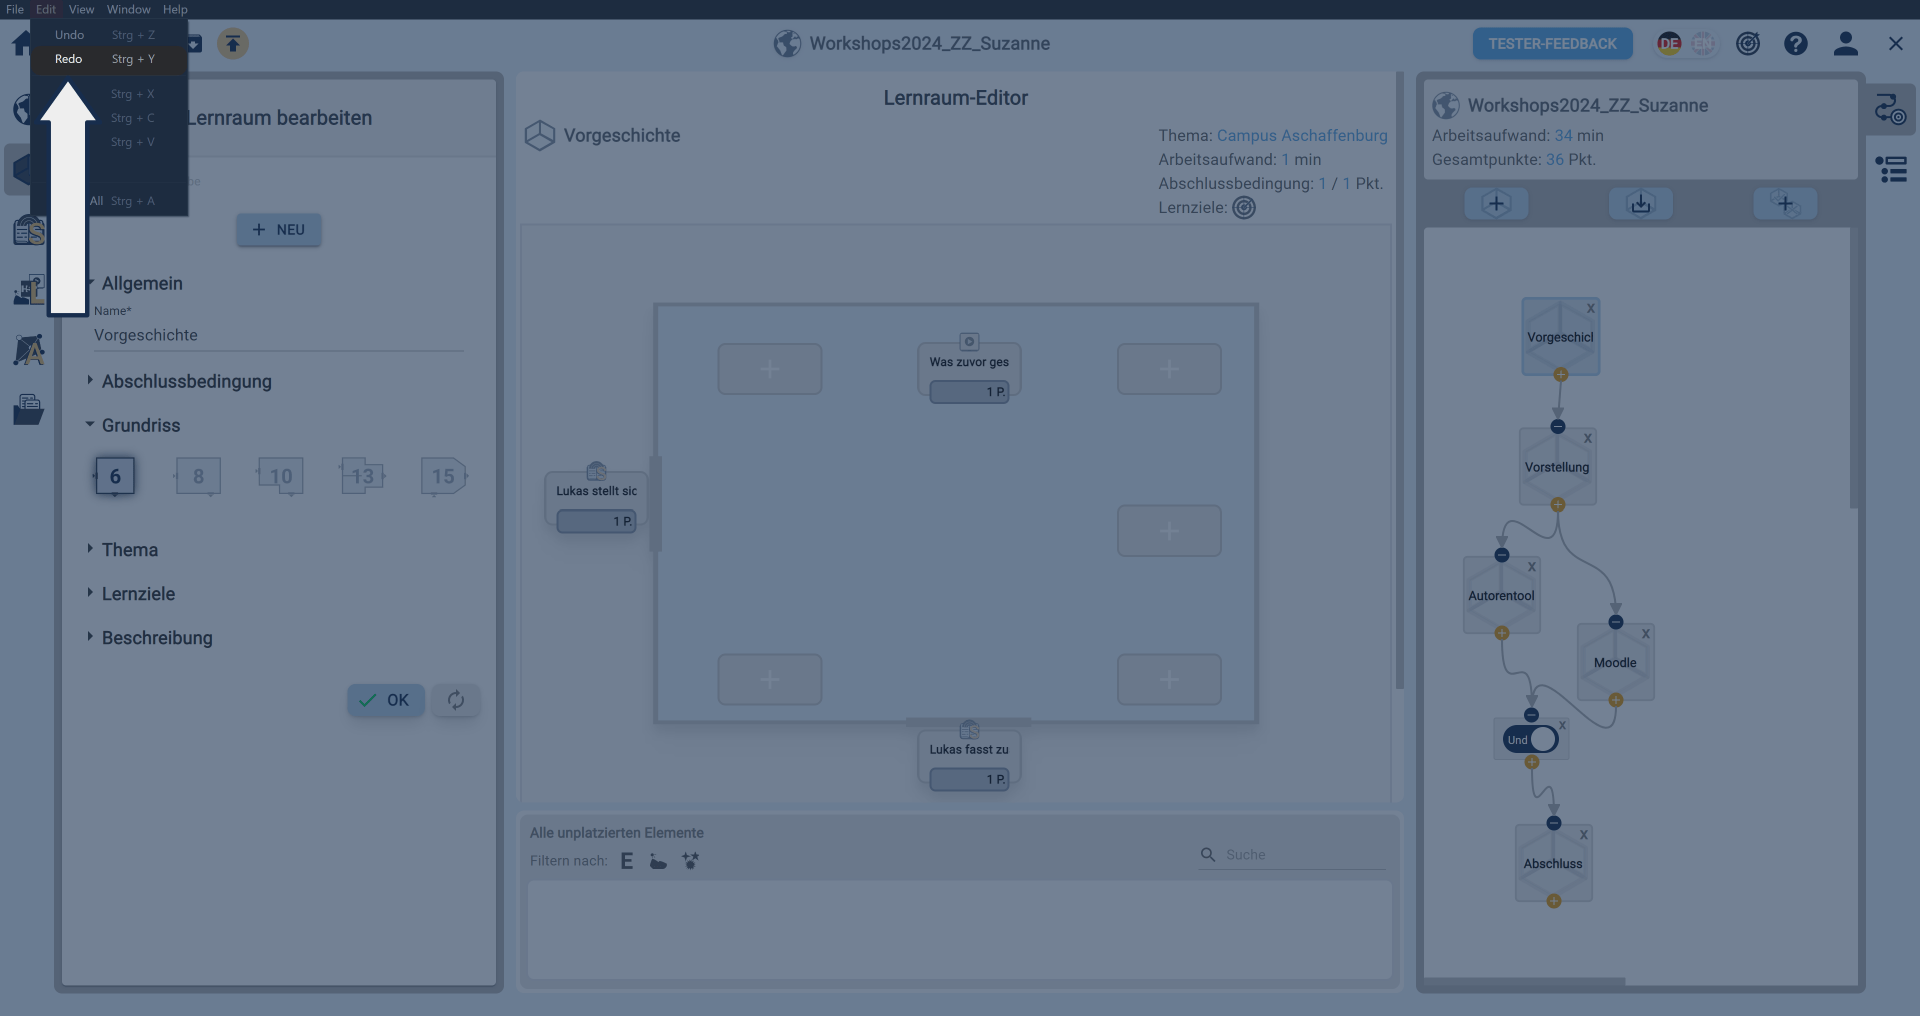 File Edit View Window Help
Undo Strg + Z
Redo Strg + Y
Strg + X
Strg + C
Strg + V
All Strg + A
Workshops2024_ZZ_Suzanne
TESTER-FEEDBACK
DE EN
Lernraum bearbeiten
NEU
Allgemein
Name*
Vorgeschichte
Abschlussbedingung
Grundriss
6 8 10 13 15
Thema
Lernziele
Beschreibung
OK
Lernraum-Editor
Vorgeschichte
Thema: Campus Aschaffenburg
Arbeitsaufwand: 1 min
Abschlussbedingung: 1 / 1 Pkt.
Lernziele:
Was zuvor ges
1 P.
Lukas stellt sic
1 P.
Lukas fasst zu
1 P.
Alle unplatzierten Elemente
Filtern nach: E
Suche
Workshops2024_ZZ_Suzanne
Arbeitsaufwand: 34 min
Gesamtpunkte: 36 Pkt.
X
Vorgeschicl
X
Vorstellung
X
Autorentool
X
Moodle
X
Und
X
Abschluss